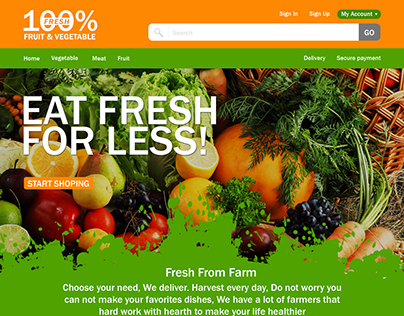 100%
FRESH
FRUIT & VEGETABLE
Sign In Sign Up My Account
Search GO
Home Vegatable Meat Fruit Delivery Secure payment
EAT FRESH
FOR LESS!
START SHOPING
Fresh From Farm
Choose your need, We deliver. Harvest every day, Do not worry you
can not make your favorites dishes, We have a lot of farmers that
hard work with hearth to make your life healthier